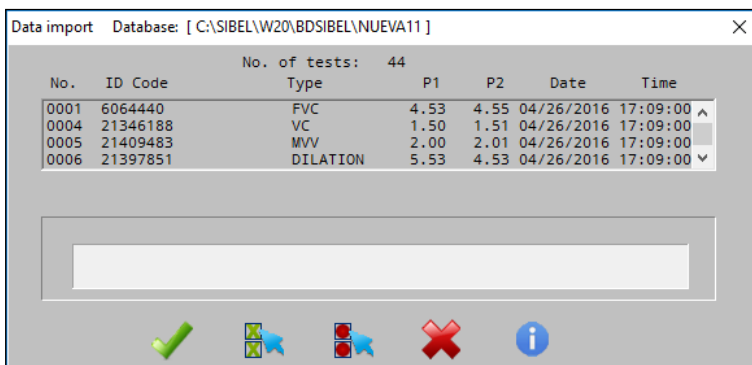 Data import Database: [ C:\SIBEL\W20\BDSIBEL\NUEVA11 ]
No. of tests: 44
No. ID Code Type P1 P2 Date Time
0001 6064440 FVC 4.53 4.55 04/26/2016 17:09:00
0004 21346188 VC 1.50 1.51 04/26/2016 17:09:00
0005 21409483 MVV 2.00 2.01 04/26/2016 17:09:00
0006 21397851 DILATION 5.53 4.53 04/26/2016 17:09:00